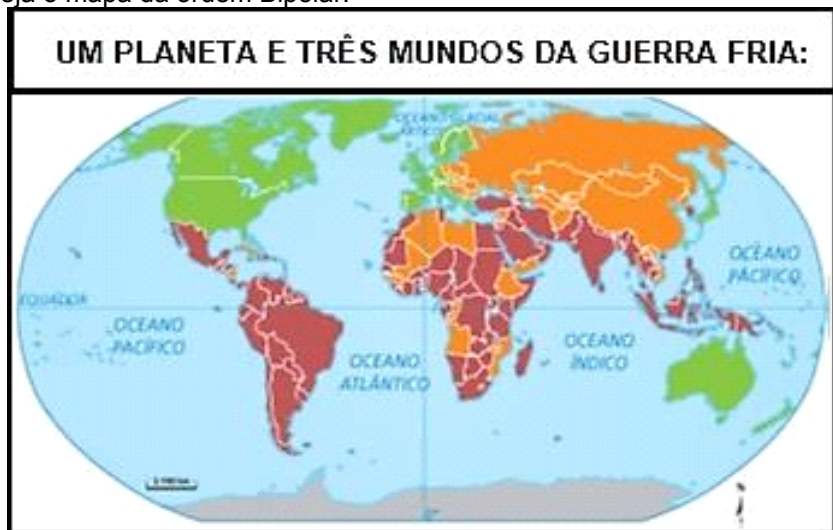 o mapa da ordem Bipolar.
UM PLANETA E TRÊS MUNDOS DA GUERRA FRIA:
OCEANO GLACIAL
ÁRTICO
OCEANO
PACÍFICO
EQUADOR
OCEANO
PACÍFICO
OCEANO
ATLÂNTICO
OCEANO
ÍNDICO